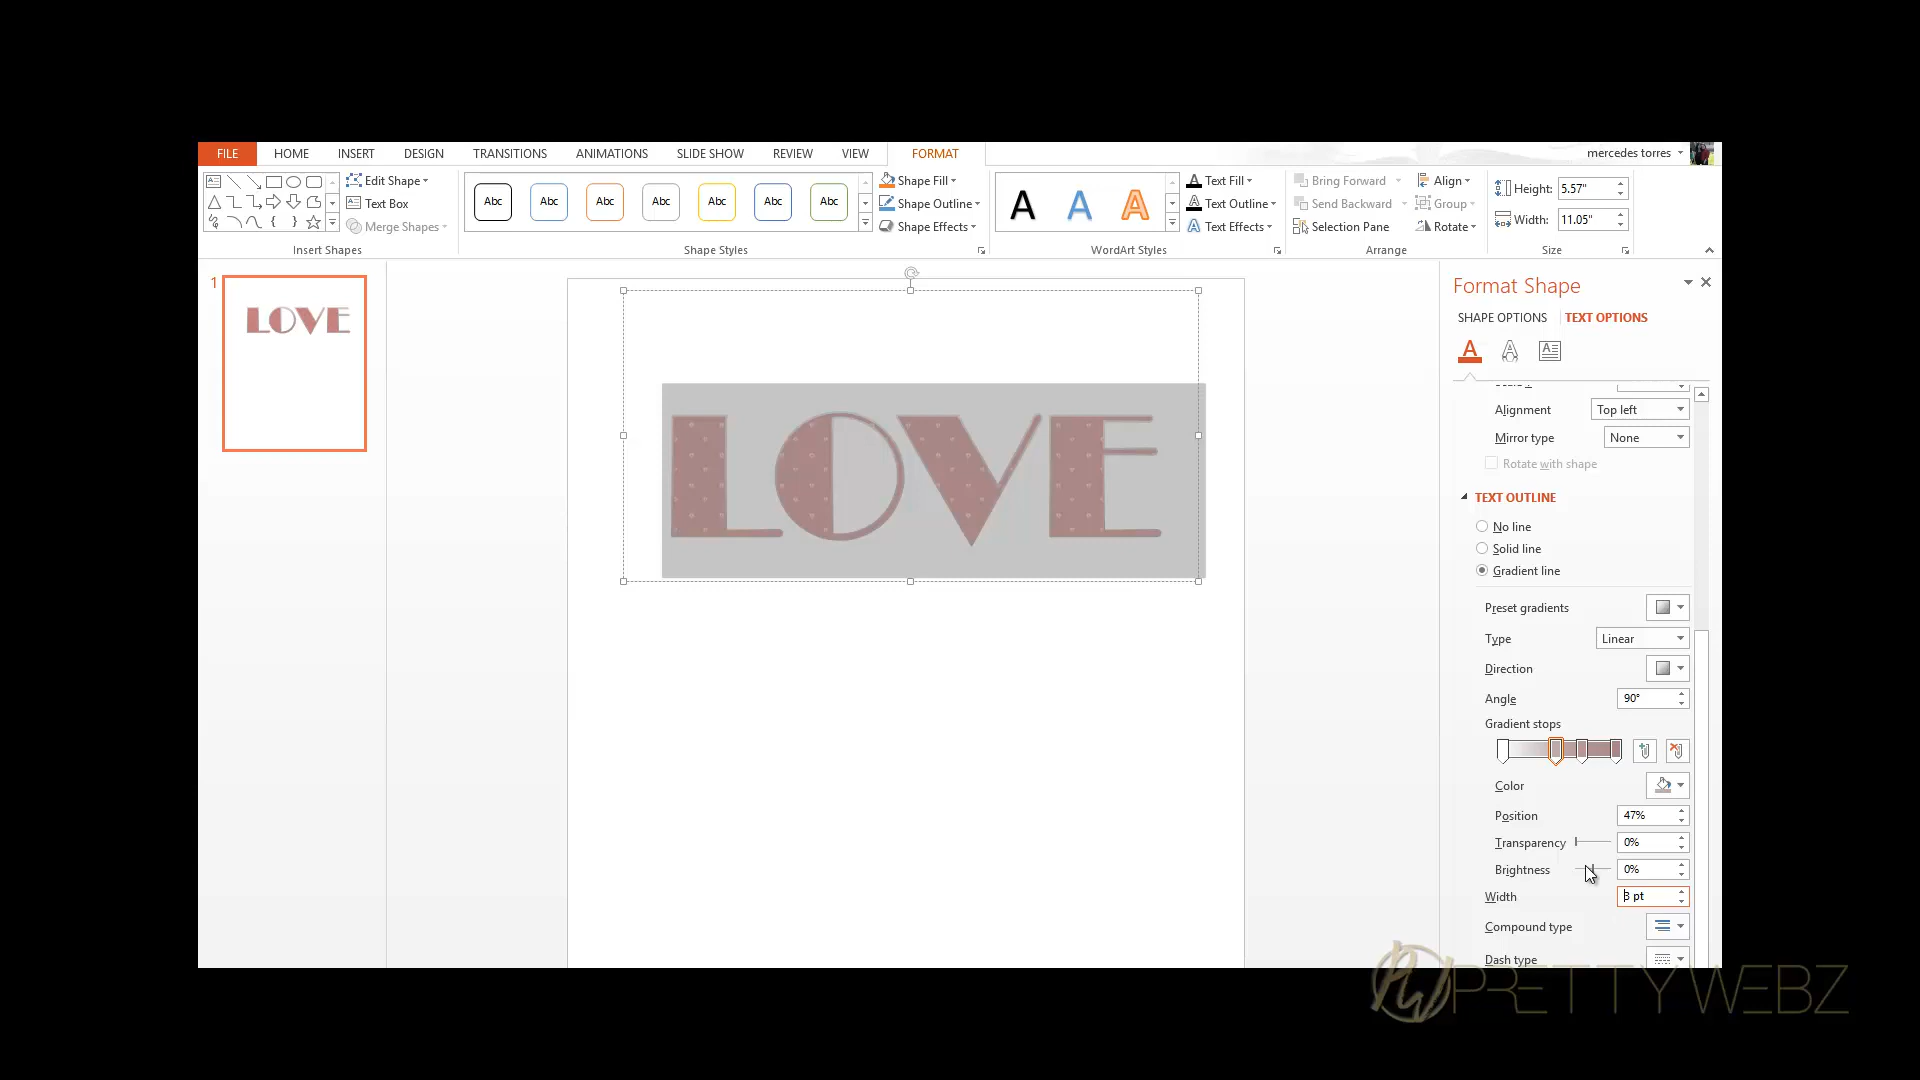 FILE HOME INSERT DESIGN TRANSITIONS ANIMATIONS SLIDE SHOW REVIEW VIEW FORMAT mercedes torres
Edit Shape
Text Box
Merge Shapes
Insert Shapes
Abc Abc Abc Abc Abc Abc Abc
Shape Fill
Shape Outline
Shape Effects
Shape Styles
A A A
Text Fill
Text Outline
Text Effects
WordArt Styles
Bring Forward
Send Backward
Selection Pane
Align
Group
Rotate
Arrange
Height: 5.57"
Width: 11.05"
Size
1
LOVE
LOVE
Format Shape
SHAPE OPTIONS TEXT OPTIONS
Alignment Top left
Mirror type None
Rotate with shape
TEXT OUTLINE
No line
Solid line
Gradient line
Preset gradients
Type Linear
Direction
Angle 90°
Gradient stops
Color
Position 47%
Transparency 0%
Brightness 0%
Width 3 pt
Compound type
Dash type
PW PRETTYWEBZ